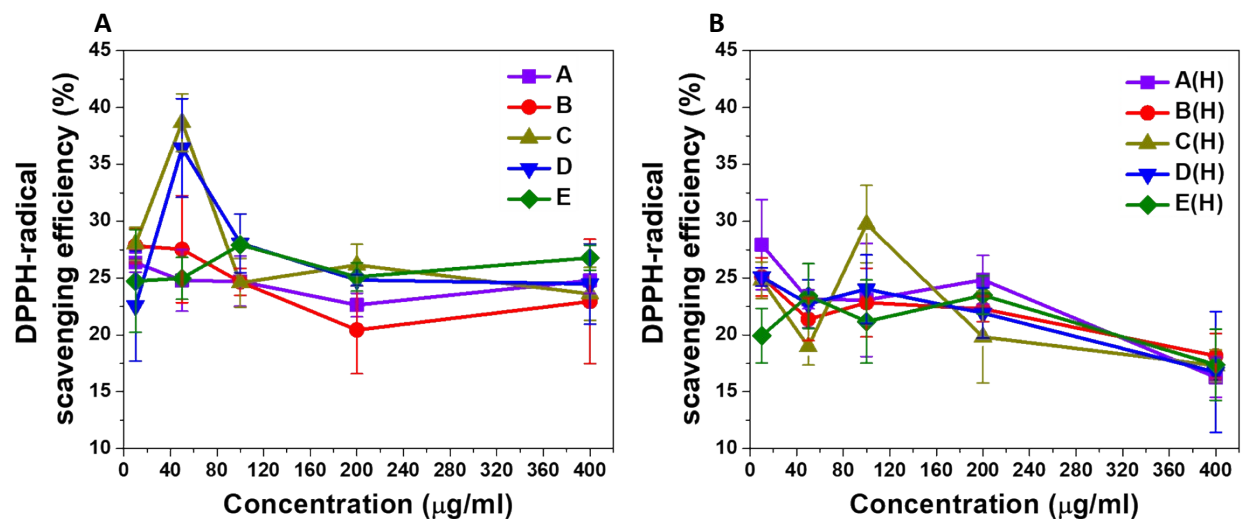 A
DPPH-radical
scavenging efficiency (%)
45
40
35
30
25
20
15
10
A
B
C
D
E
0 40 80 120 160 200 240 280 320 360 400
Concentration (μg/ml)
B
DPPH-radical
scavenging efficiency (%)
45
40
35
30
25
20
15
10
A(H)
B(H)
C(H)
D(H)
E(H)
0 40 80 120 160 200 240 280 320 360 400
Concentration (μg/ml)